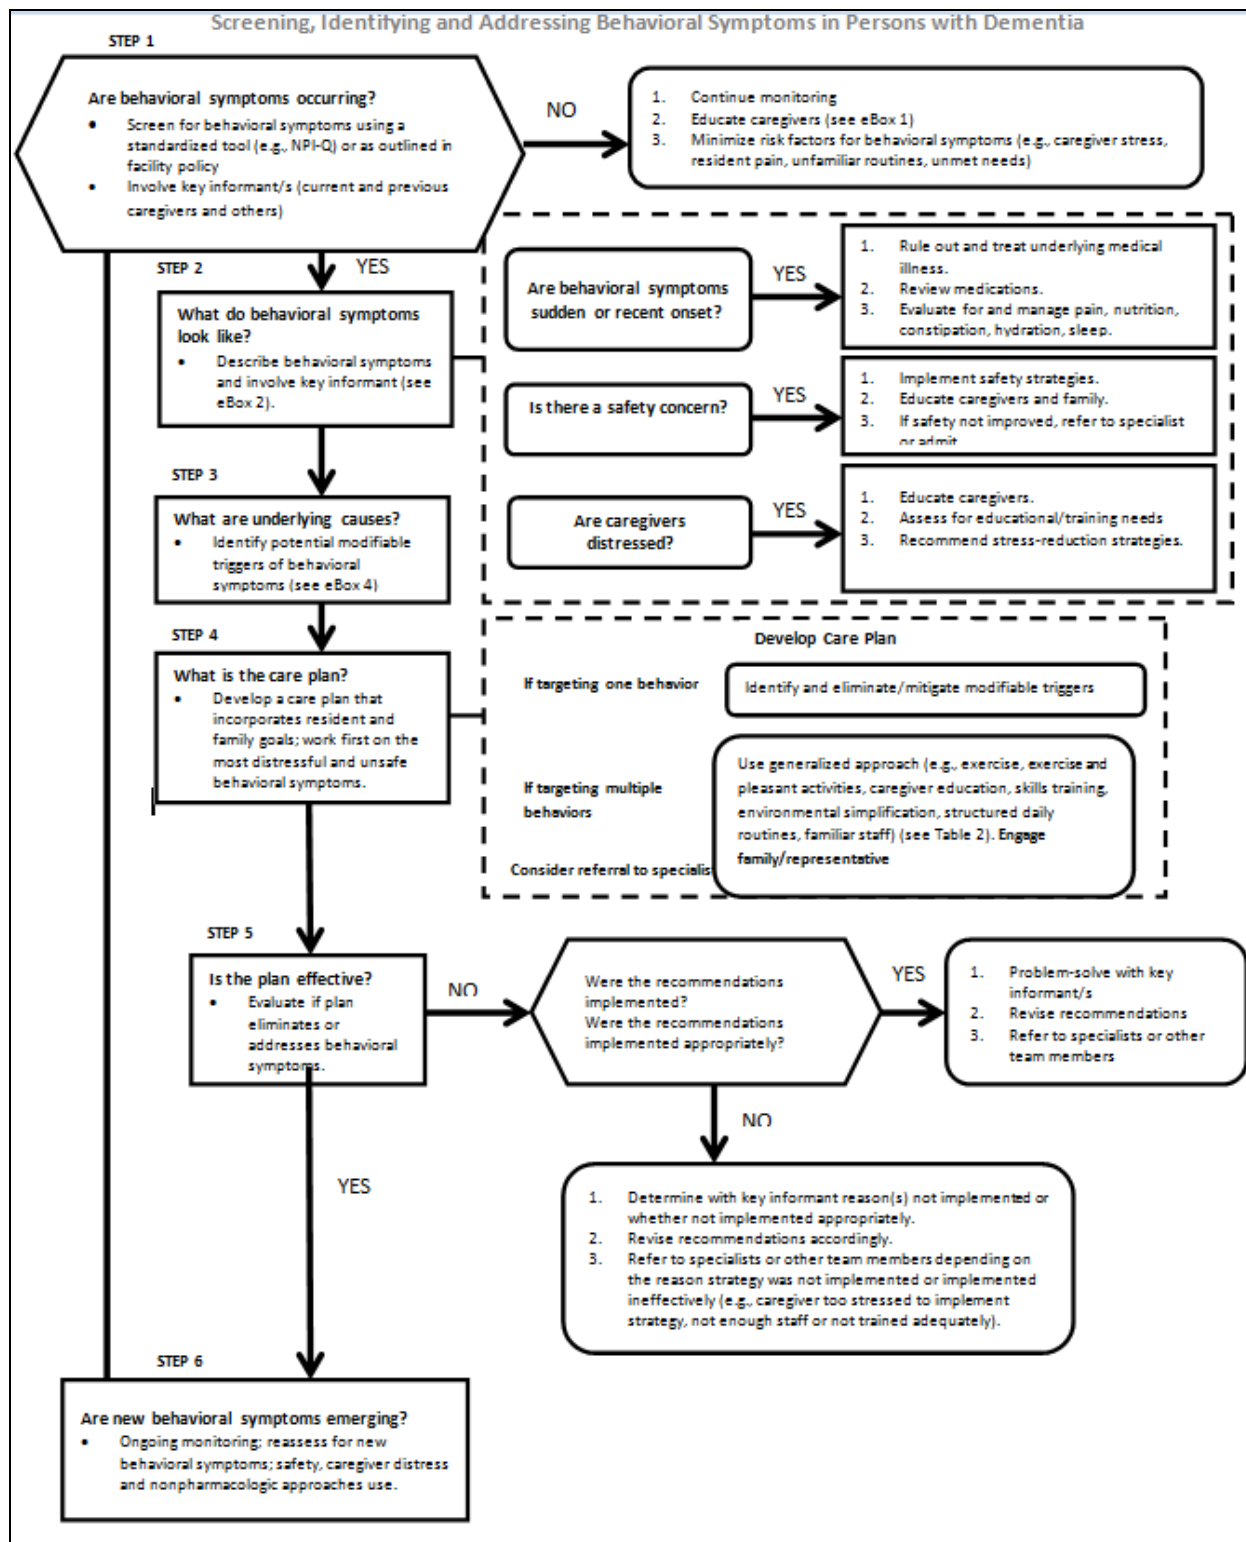 Screening, Identifying and Addressing Behavioral Symptoms in Persons with Dementia
STEP 1
Are behavioral symptoms occurring?
• Screen for behavioral symptoms using a
standardized tool (e.g., NPI-Q) or as outlined in
facility policy
• Involve key informant/s (current and previous
caregivers and others)
NO
1. Continue monitoring
2. Educate caregivers (see eBox 1)
3. Minimize risk factors for behavioral symptoms (e.g., caregiver stress,
resident pain, unfamiliar routines, unmet needs)
YES
STEP 2
What do behavioral symptoms
look like?
• Describe behavioral symptoms
and involve key informant (see
eBox 2).
Are behavioral symptoms
sudden or recent onset?
YES
1. Rule out and treat underlying medical
illness.
2. Review medications.
3. Evaluate for and manage pain, nutrition,
constipation, hydration, sleep.
Is there a safety concern?
YES
1. Implement safety strategies.
2. Educate caregivers and family.
3. If safety not improved, refer to specialist
or admit
Are caregivers
distressed?
YES
1. Educate caregivers.
2. Assess for educational/training needs
3. Recommend stress-reduction strategies.
STEP 3
What are underlying causes?
• Identify potential modifiable
triggers of behavioral
symptoms (see eBox 4)
STEP 4
What is the care plan?
• Develop a care plan that
incorporates resident and
family goals; work first on the
most distressful and unsafe
behavioral symptoms.
Develop Care Plan
If targeting one behavior
Identify and eliminate/mitigate modifiable triggers
If targeting multiple
behaviors
Use generalized approach (e.g., exercise, exercise and
pleasant activities, caregiver education, skills training,
environmental simplification, structured daily
routines, familiar staff) (see Table 2). Engage
family/representative
Consider referral to specialis
STEP 5
Is the plan effective?
• Evaluate if plan
eliminates or
addresses behavioral
symptoms.
NO
Were the recommendations
implemented?
Were the recommendations
implemented appropriately?
YES
1. Problem-solve with key
informant/s
2. Revise recommendations
3. Refer to specialists or other
team members
NO
1. Determine with key informant reason(s) not implemented or
whether not implemented appropriately.
2. Revise recommendations accordingly.
3. Refer to specialists or other team members depending on
the reason strategy was not implemented or implemented
ineffectively (e.g., caregiver too stressed to implement
strategy, not enough staff or not trained adequately).
YES
STEP 6
Are new behavioral symptoms emerging?
• Ongoing monitoring; reassess for new
behavioral symptoms; safety, caregiver distress
and nonpharmacologic approaches use.